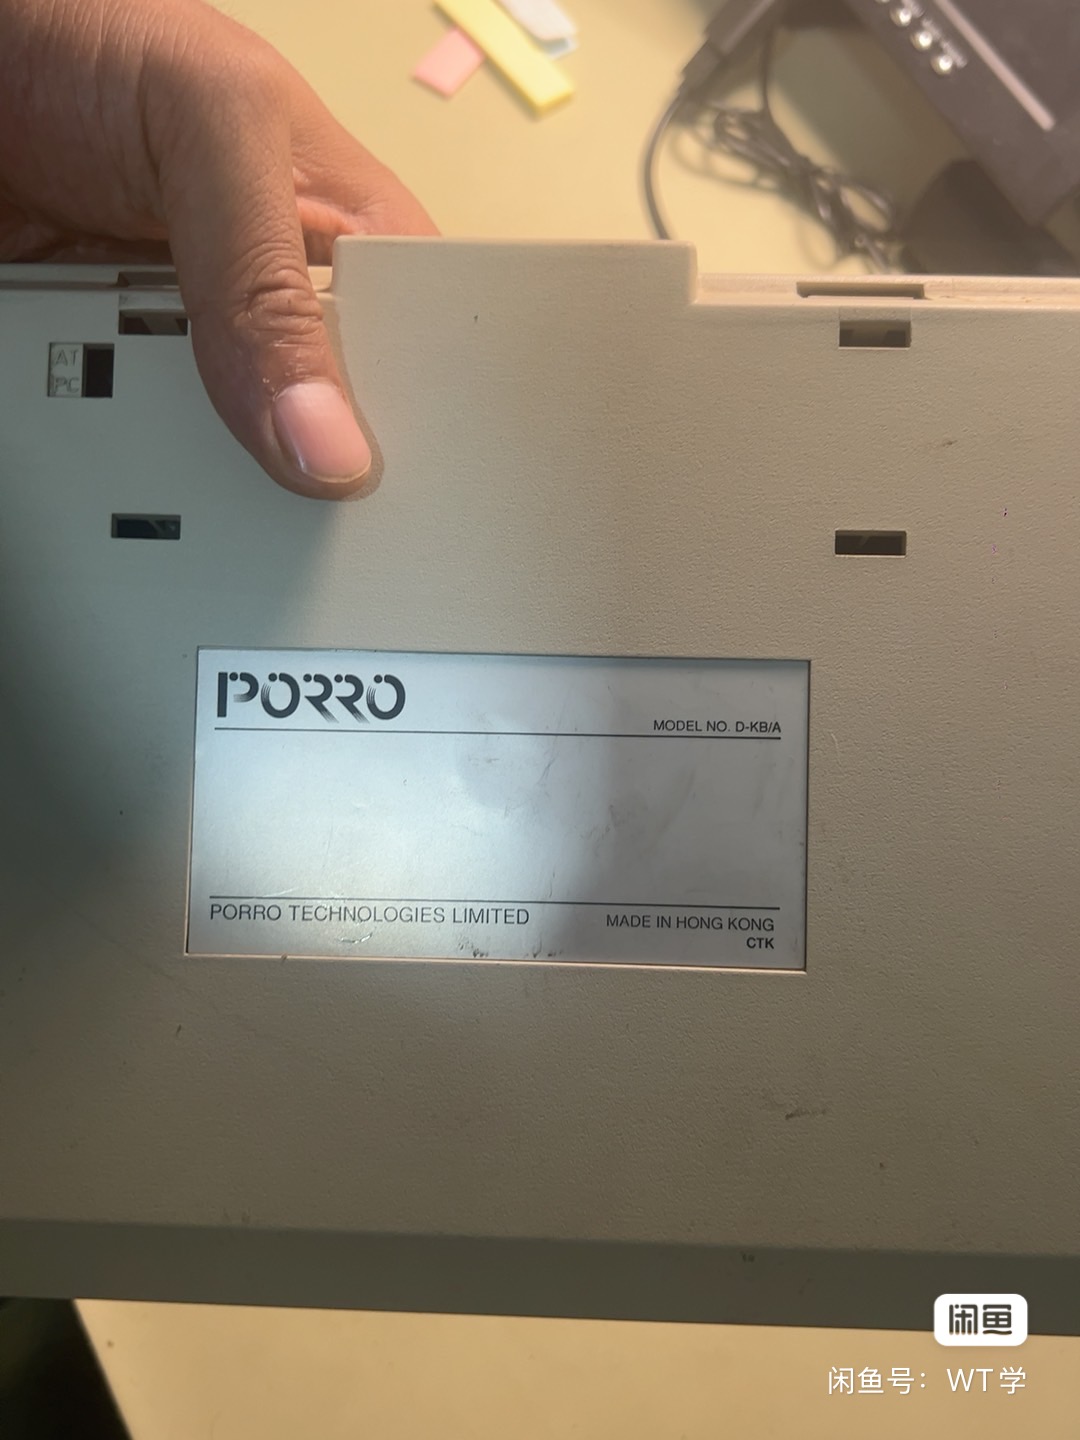 AT
PC
PORRO
MODEL NO. D-KB/A
PORRO TECHNOLOGIES LIMITED
MADE IN HONG KONG
CTK
闲鱼
闲鱼号：WT学